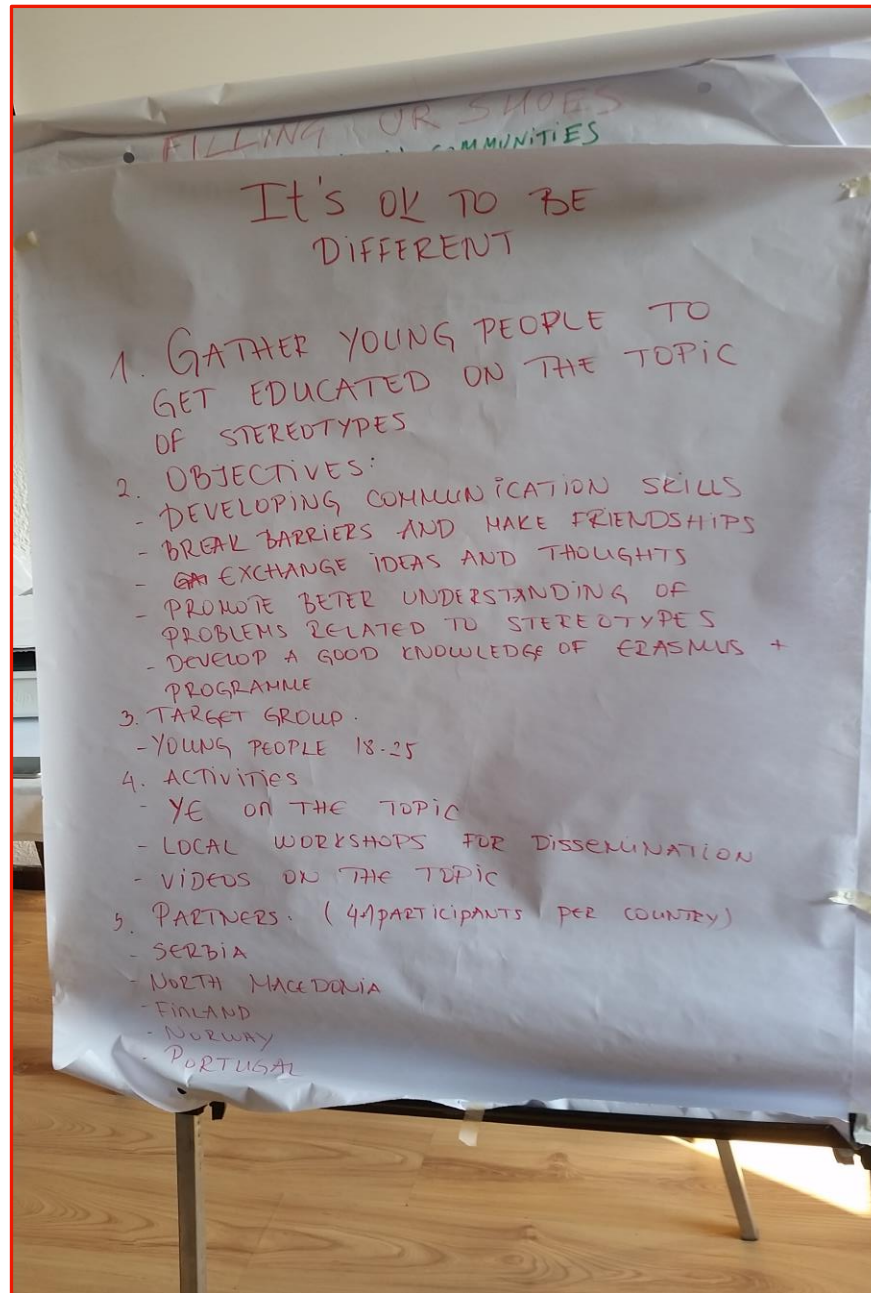 FILLING OR SHOES
COMMUNITIES
It's OK TO BE
DIFFERENT
1. GATHER YOUNG PEOPLE TO
GET EDUCATED ON THE TOPIC
OF STEREOTYPES
2. OBJECTIVES:
- DEVELOPING COMMUNICATION SKILLS
- BREAK BARRIERS AND MAKE FRIENDSHIPS
- EXCHANGE IDEAS AND THOUGHTS
- PROMOTE BETER UNDERSTANDING OF
PROBLEMS RELATED TO STEREOTYPES
- DEVELOP A GOOD KNOWLEDGE OF ERASMUS +
PROGRAMME
3. TARGET GROUP.
- YOUNG PEOPLE 18-25
4. ACTIVITIES
- YE ON THE TOPIC
- LOCAL WORKSHOPS FOR DISSEMINATION
- VIDEOS ON THE TOPIC
5. PARTNERS. (PARTICIPANTS PER COUNTRY)
- SERBIA
- NORTH MACEDONIA
- FINLAND
- NORWAY
- PORTUGAL